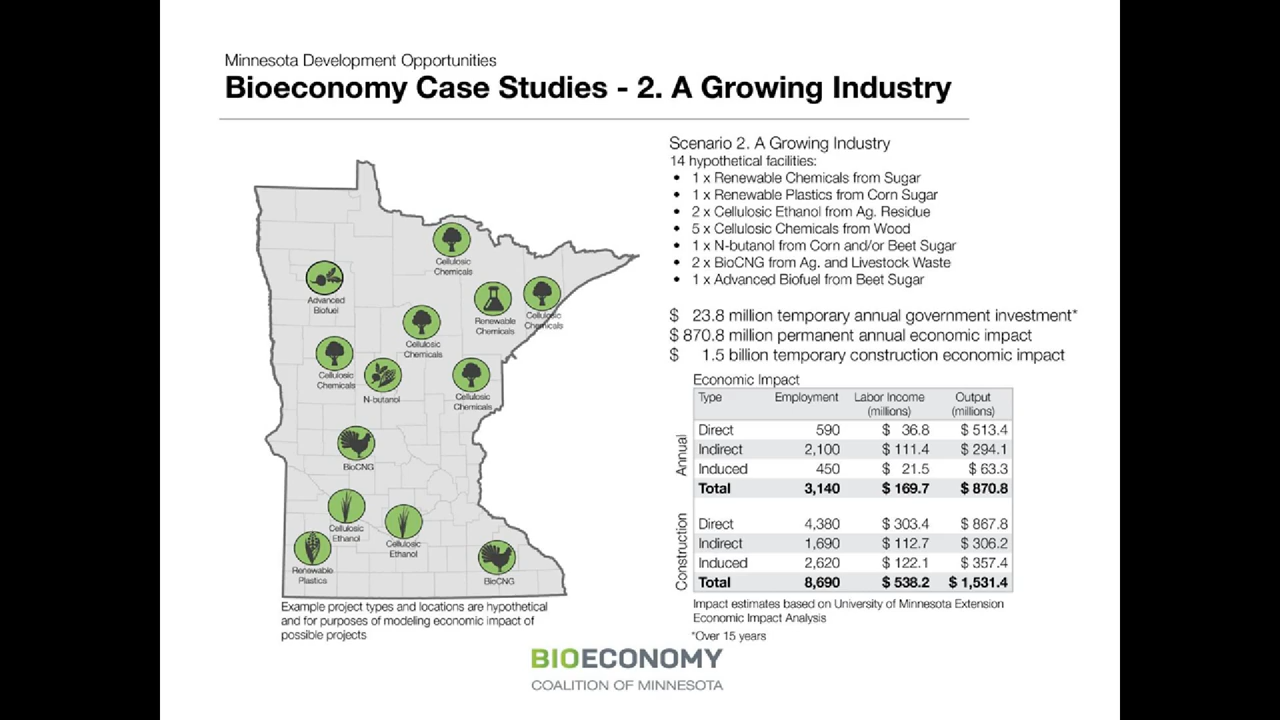 Minnesota Development Opportunities
Bioeconomy Case Studies - 2. A Growing Industry
Cellulosic
Chemicals
Advanced
Biofuel
Renewable
Chemicals
Cellulosic
Chemicals
Cellulosic
Chemicals
Cellulosic
Chemicals
N-butanol
Cellulosic
Chemicals
BioCNG
Cellulosic
Ethanol
Cellulosic
Ethanol
Renewable
Plastics
BioCNG
Example project types and locations are hypothetical
and for purposes of modeling economic impact of
possible projects
Scenario 2. A Growing Industry
14 hypothetical facilities:
• 1 x Renewable Chemicals from Sugar
• 1 x Renewable Plastics from Corn Sugar
• 2 x Cellulosic Ethanol from Ag. Residue
• 5 x Cellulosic Chemicals from Wood
• 1 x N-butanol from Corn and/or Beet Sugar
• 2 x BioCNG from Ag. and Livestock Waste
• 1 x Advanced Biofuel from Beet Sugar
$ 23.8 million temporary annual government investment*
$ 870.8 million permanent annual economic impact
$ 1.5 billion temporary construction economic impact
Economic Impact
Type Employment Labor Income (millions) Output (millions)
Annual
Direct 590 $ 36.8 $ 513.4
Indirect 2,100 $ 111.4 $ 294.1
Induced 450 $ 21.5 $ 63.3
Total 3,140 $ 169.7 $ 870.8
Construction
Direct 4,380 $ 303.4 $ 867.8
Indirect 1,690 $ 112.7 $ 306.2
Induced 2,620 $ 122.1 $ 357.4
Total 8,690 $ 538.2 $ 1,531.4
Impact estimates based on University of Minnesota Extension
Economic Impact Analysis
*Over 15 years
BIOECONOMY
COALITION OF MINNESOTA